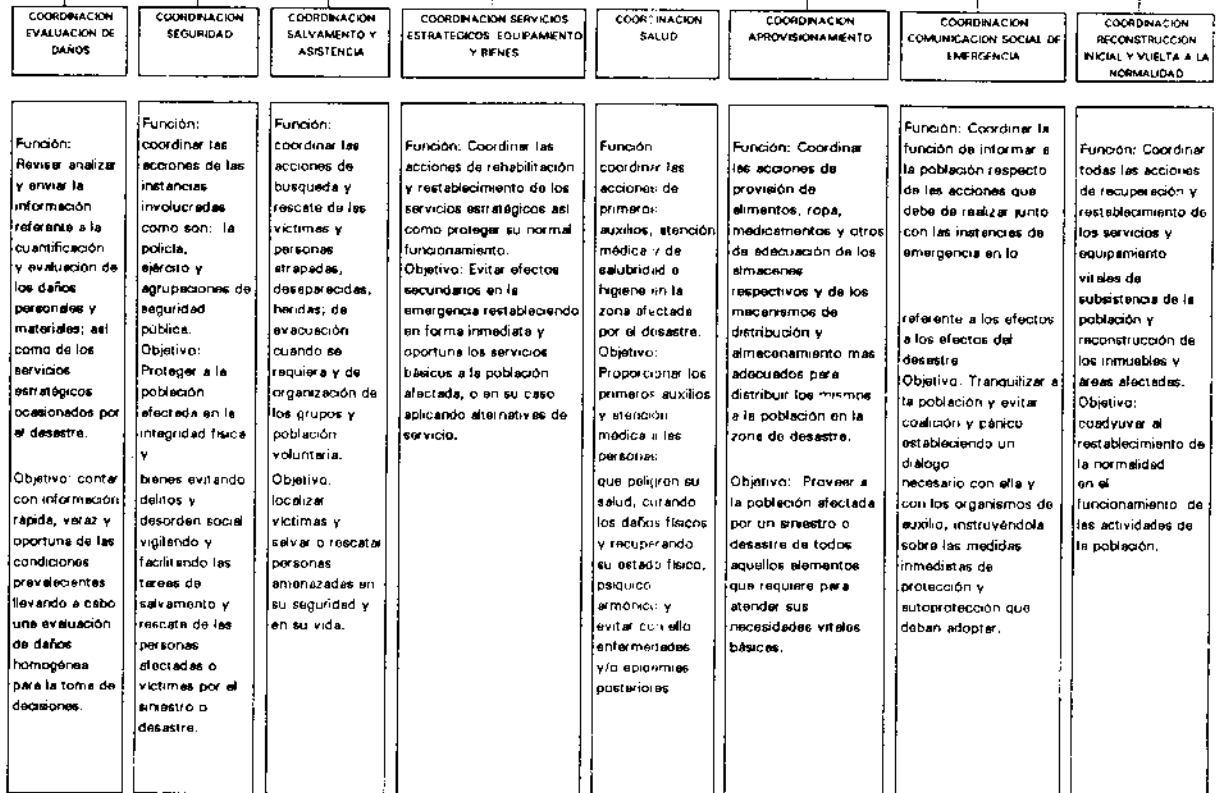 COORDINACION
EVALUACION DE
DAÑOS
COORDINACION
SEGURIDAD
COORDINACION
SALVAMENTO Y
ASISTENCIA
COORDINACION SERVICIOS
ESTRATEGICOS EQUIPAMIENTO
Y BIENES
COORDINACION
SALUD
COORDINACION
APROVISIONAMIENTO
COORDINACION
COMUNICACION SOCIAL DE
EMERGENCIA
COORDINACION
RECONSTRUCCION
INICIAL Y VUELTA A LA
NORMALIDAD
Función:
Revisar analizar
y enviar la
información
referente a la
cuantificación
y evaluación de
los daños
personales y
materiales; así
como de los
servicios
estratégicos
ocasionados por
el desastre.
Objetivo: contar
con información
rápida, veraz y
oportuna de las
condiciones
prevalecientes
llevando a cabo
una evaluación
de daños
homogénea
para la toma de
decisiones.
Función:
coordinar las
acciones de las
instancias
involucradas
como son: la
policía,
ejército y
agrupaciones de
seguridad
pública.
Objetivo:
Proteger a la
población
afectada en la
integridad física
y
bienes evitando
delitos y
desorden social
vigilando y
facilitando las
tareas de
salvamento y
rescate de las
personas
afectadas o
víctimas por el
siniestro o
desastre.
Función:
coordinar las
acciones de
busqueda y
rescate de las
víctimas y
personas
atrapadas,
desaparecidas,
heridas; de
evacuación
cuando se
requiera y de
organización de
los grupos y
población
voluntaria.
Objetivo.
localizar
víctimas y
salvar o rescatar
personas
amenazadas en
su seguridad y
en su vida.
Función: Coordinar las
acciones de rehabilitación
y restablecimiento de los
servicios estratégicos así
como proteger su normal
funcionamiento.
Objetivo: Evitar efectos
secundarios en la
emergencia restableciendo
en forma inmediata y
oportuna los servicios
básicos a la población
afectada, o en su caso
aplicando alternativas de
servicio.
Función
coordinar las
acciones de
primeros
auxilios, atención
médica y de
salubridad o
higiene en la
zona afectada
por el desastre.
Objetivo:
Proporcionar los
primeros auxilios
y atención
médica a las
personas
que peligren su
salud, curando
los daños físicos
y recuperando
su estado físico,
psíquico
armónico y
evitar con ello
enfermedades
y/o epidemias
posteriores
Función: Coordinar
las acciones de
provisión de
alimentos, ropa,
medicamentos y otros
de adecuación de los
almacenes
respectivos y de los
mecanismos de
distribución y
almacenamiento mas
adecuados para
distribuir los mismos
a la población en la
zona de desastre.
Objetivo: Proveer a
la población afectada
por un siniestro o
desastre de todos
aquellos elementos
que requiere para
atender sus
necesidades vitales
básicas.
Función: Coordinar la
función de informar a
la población respecto
de las acciones que
debe de realizar junto
con las instancias de
emergencia en lo
referente a los efectos
a los efectos del
desastre
Objetivo. Tranquilizar a
la población y evitar
coalición y pánico
estableciendo un
diálogo
necesario con ella y
con los organismos de
auxilio, instruyéndola
sobre las medidas
inmediatas de
protección y
autoprotección que
deban adoptar.
Función: Coordinar
todas las acciones
de recuperación y
restablecimiento de
los servicios y
equipamiento
vitales de
subsistencia de la
población y
reconstrucción de
los inmuebles y
áreas afectadas.
Objetivo:
coadyuvar al
restablecimiento de
la normalidad
en el
funcionamiento de
las actividades de
la población.